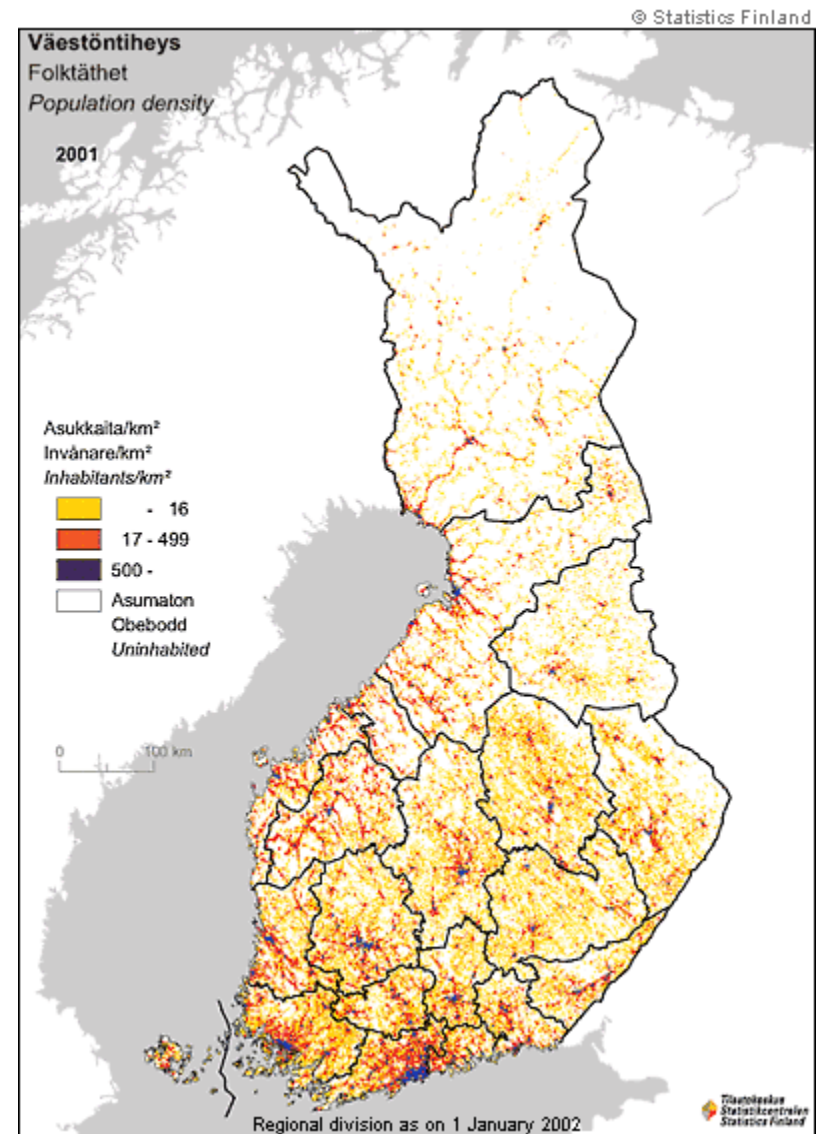 © Statistics Finland
Väestöntiheys
Folktäthet
Population density
2001
Asukkaita/km²
Invånare/km²
Inhabitants/km²
- 16
17 - 499
500 -
Asumaton
Obebodd
Uninhabited
0 100 km
Tilastokeskus
Statistikcentralen
Statistics Finland
Regional division as on 1 January 2002